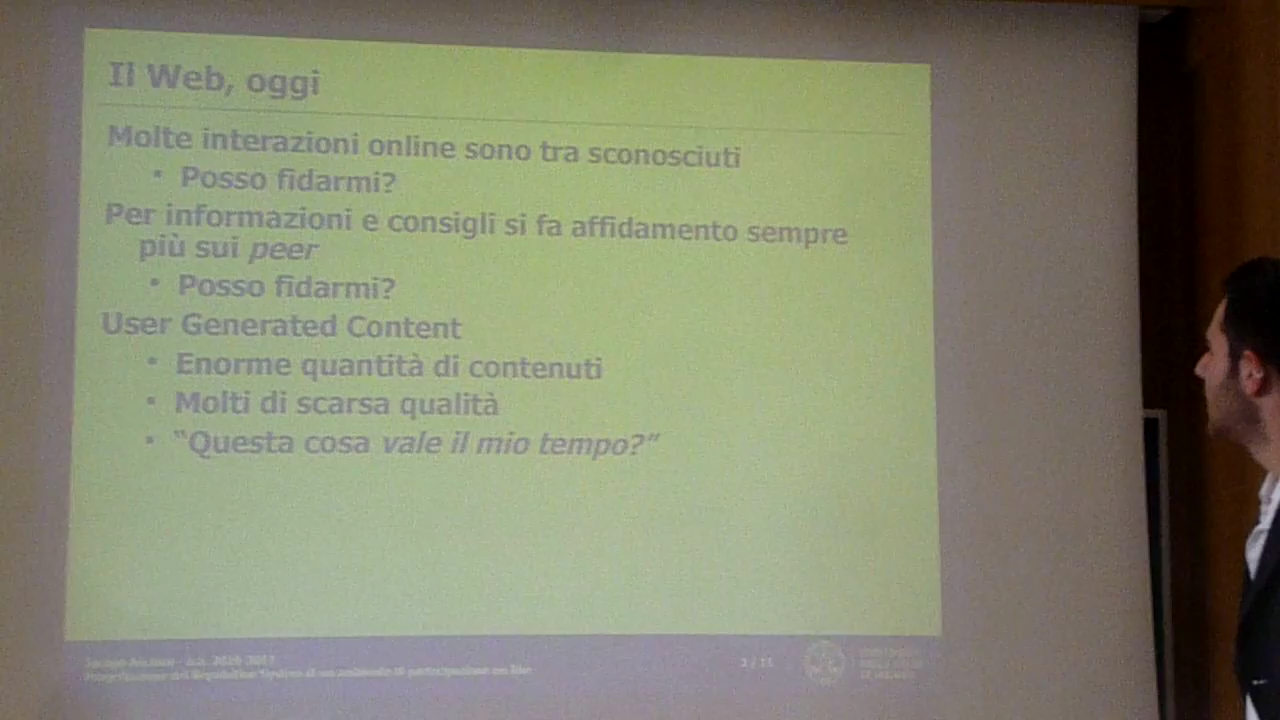 Il Web, oggi
Molte interazioni online sono tra sconosciuti
• Posso fidarmi?
Per informazioni e consigli si fa affidamento sempre
più sui peer
• Posso fidarmi?
User Generated Content
• Enorme quantità di contenuti
• Molti di scarsa qualità
• “Questa cosa vale il mio tempo?”